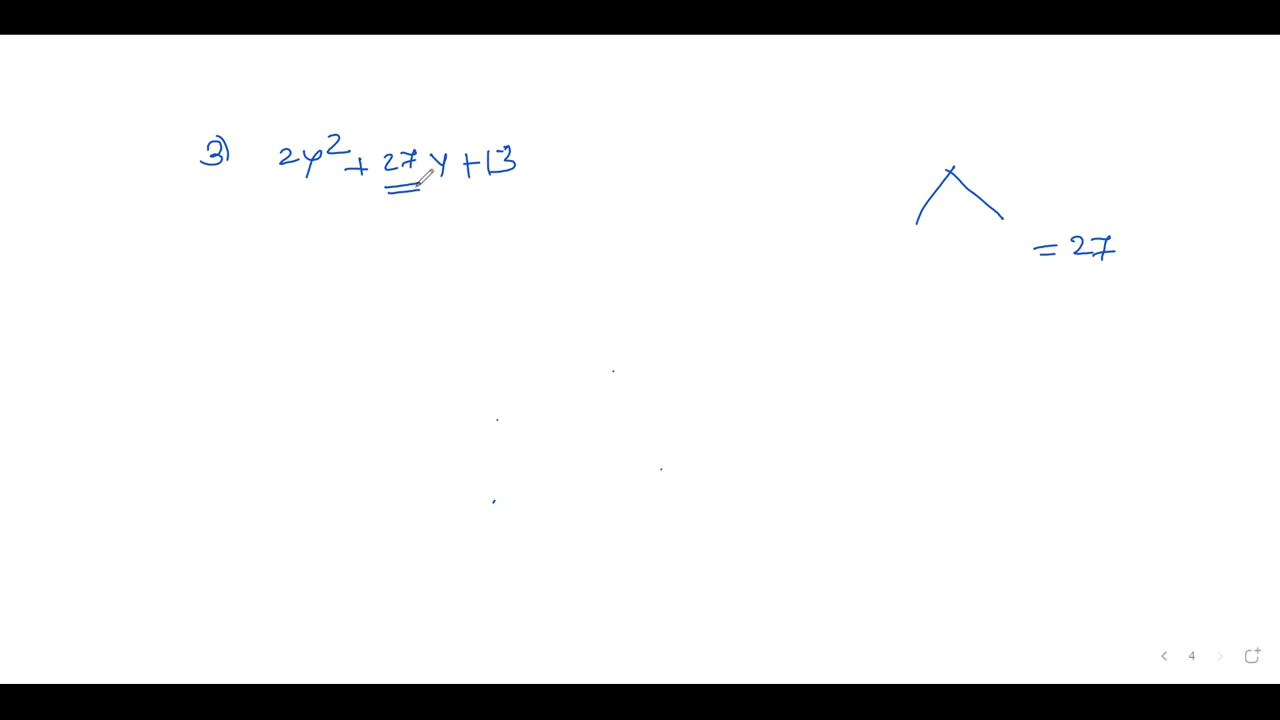 3) 2y² + 27y + 13
= 27
4